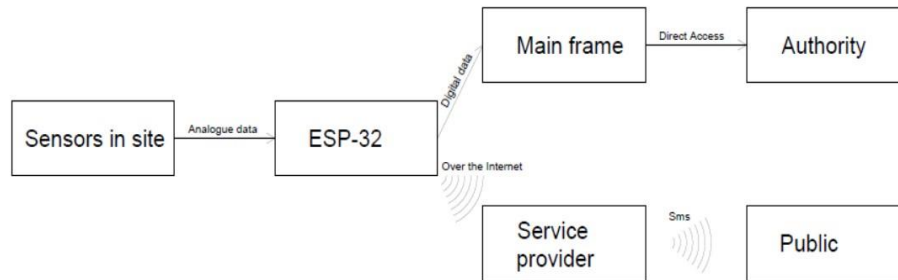 Sensors in site
Analogue data
ESP-32
Digital data
Main frame
Direct Access
Authority
Over the Internet
Service
provider
Sms
Public